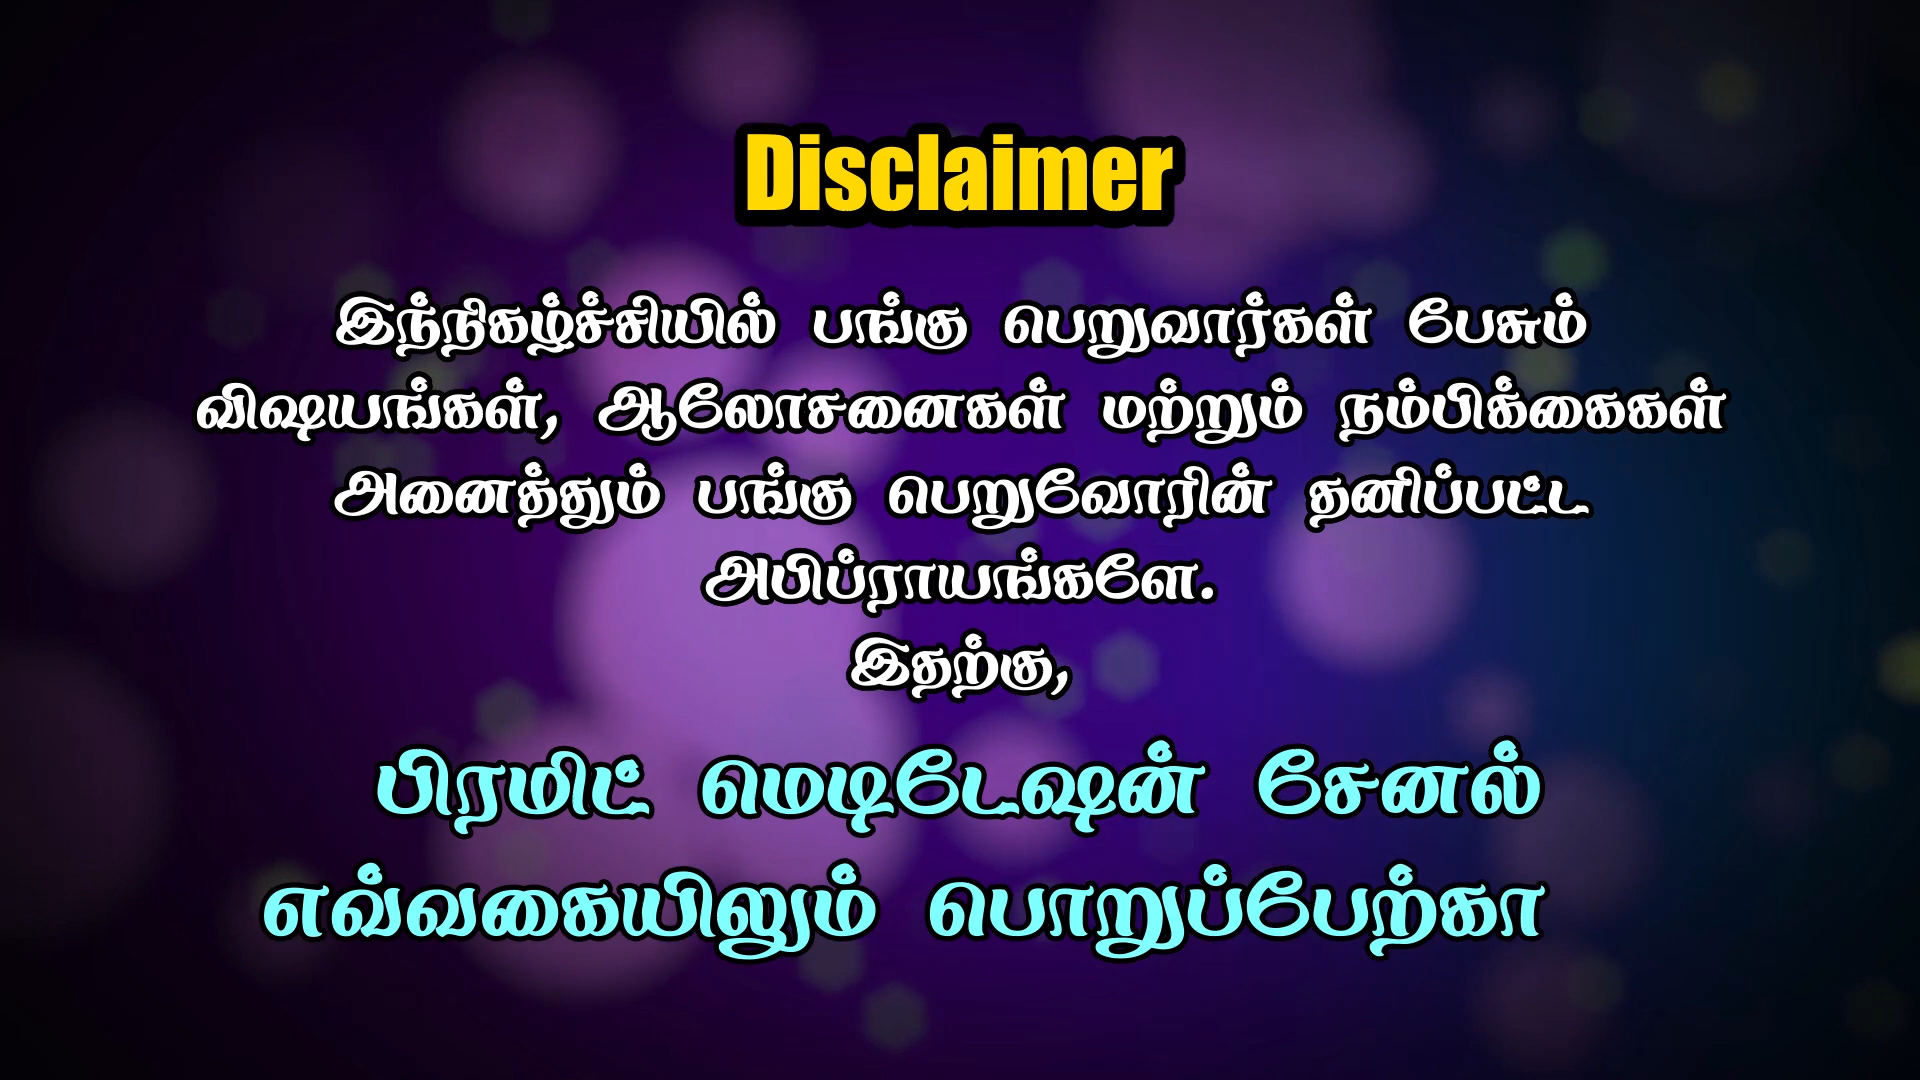 Disclaimer
இந்நிகழ்ச்சியில் பங்கு பெறுவார்கள் பேசும்
விஷயங்கள், ஆலோசனைகள் மற்றும் நம்பிக்கைகள்
அனைத்தும் பங்கு பெறுவோரின் தனிப்பட்ட
அபிப்ராயங்களே.
இதற்கு,
பிரமிட் மெடிடேஷன் சேனல்
எவ்வகையிலும் பொறுப்பேற்கா